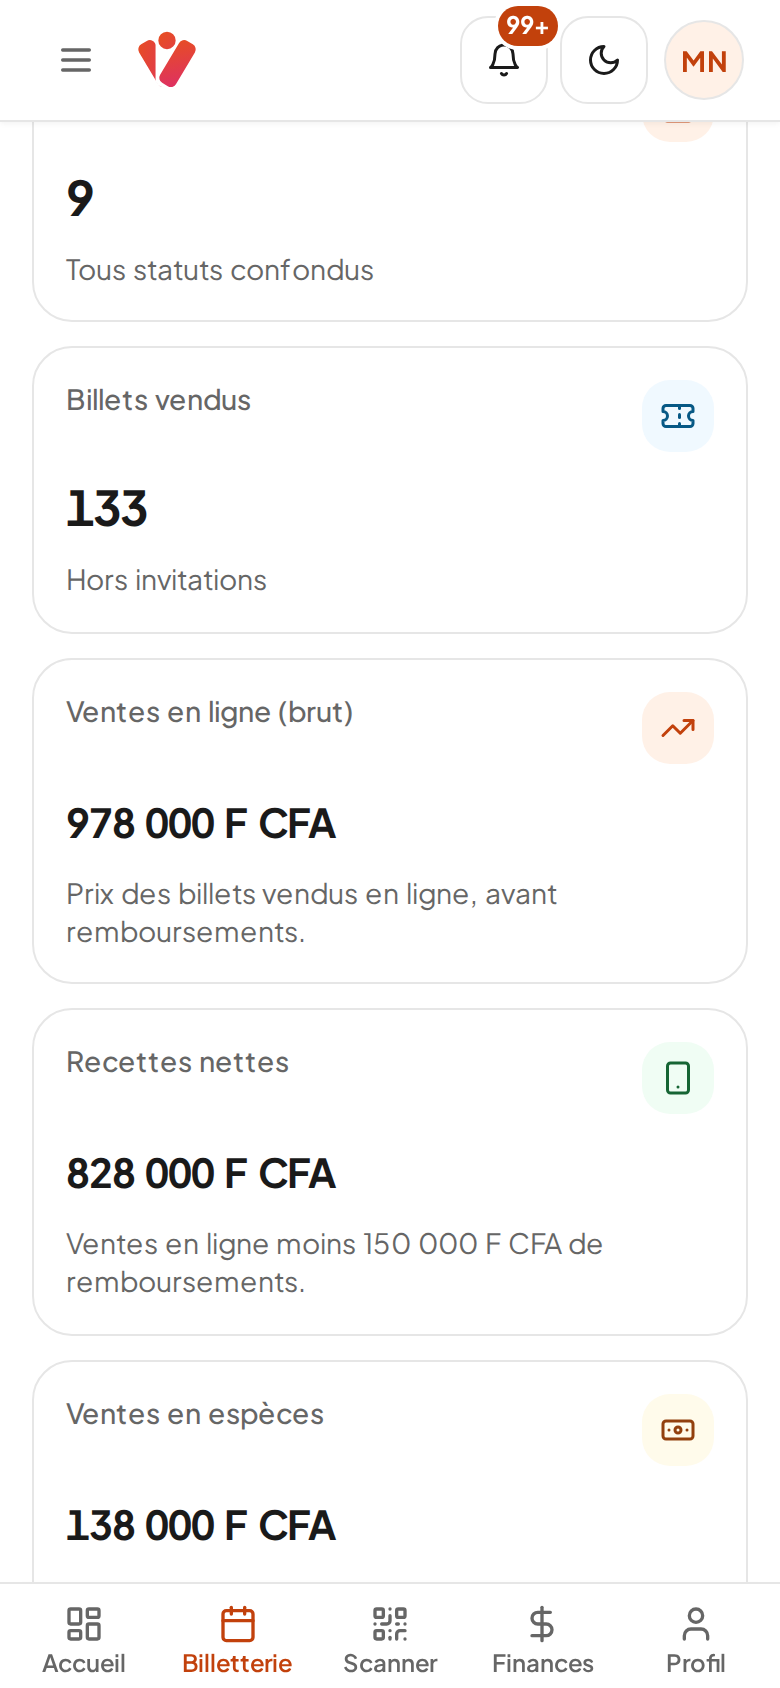 99+
MN
9
Tous statuts confondus
Billets vendus
133
Hors invitations
Ventes en ligne (brut)
978 000 F CFA
Prix des billets vendus en ligne, avant
remboursements.
Recettes nettes
828 000 F CFA
Ventes en ligne moins 150 000 F CFA de
remboursements.
Ventes en espèces
138 000 F CFA
Accueil
Billetterie
Scanner
Finances
Profil